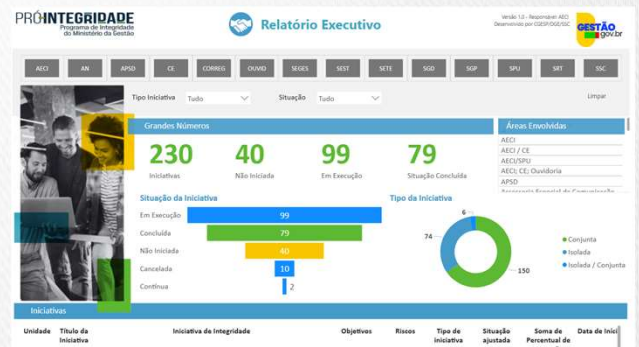 PRÓ-INTEGRIDADE
Programa de Integridade
do Ministério da Gestão
Relatório Executivo
Versão 1.0 - Responsável AECI
Desenvolvido por CGESP/DGE/SSC
GESTÃO
gov.br
AECI AN APSD CE CORREG OUVID SEGES SEST SETE SGD SGP SPU SRT SSC
Tipo Iniciativa Tudo Situação Tudo Limpar
Grandes Números
Áreas Envolvidas
230 40 99 79
Iniciativas Não Iniciada Em Execução Situação Concluída
AECI
AECI / CE
AECI/SPU
AECI; CE; Ouvidoria
APSD
Assessoria Especial de Comunicação
Situação da Iniciativa
Em Execução 99
Concluída 79
Não Iniciada 40
Cancelada 10
Contínua 2
Tipo da Iniciativa
6
74
150
Conjunta
Isolada
Isolada / Conjunta
Iniciativas
Unidade Título da Iniciativa Iniciativa de Integridade Objetivos Riscos Tipo de iniciativa Situação ajustada Soma de Percentual de Data de Iníci